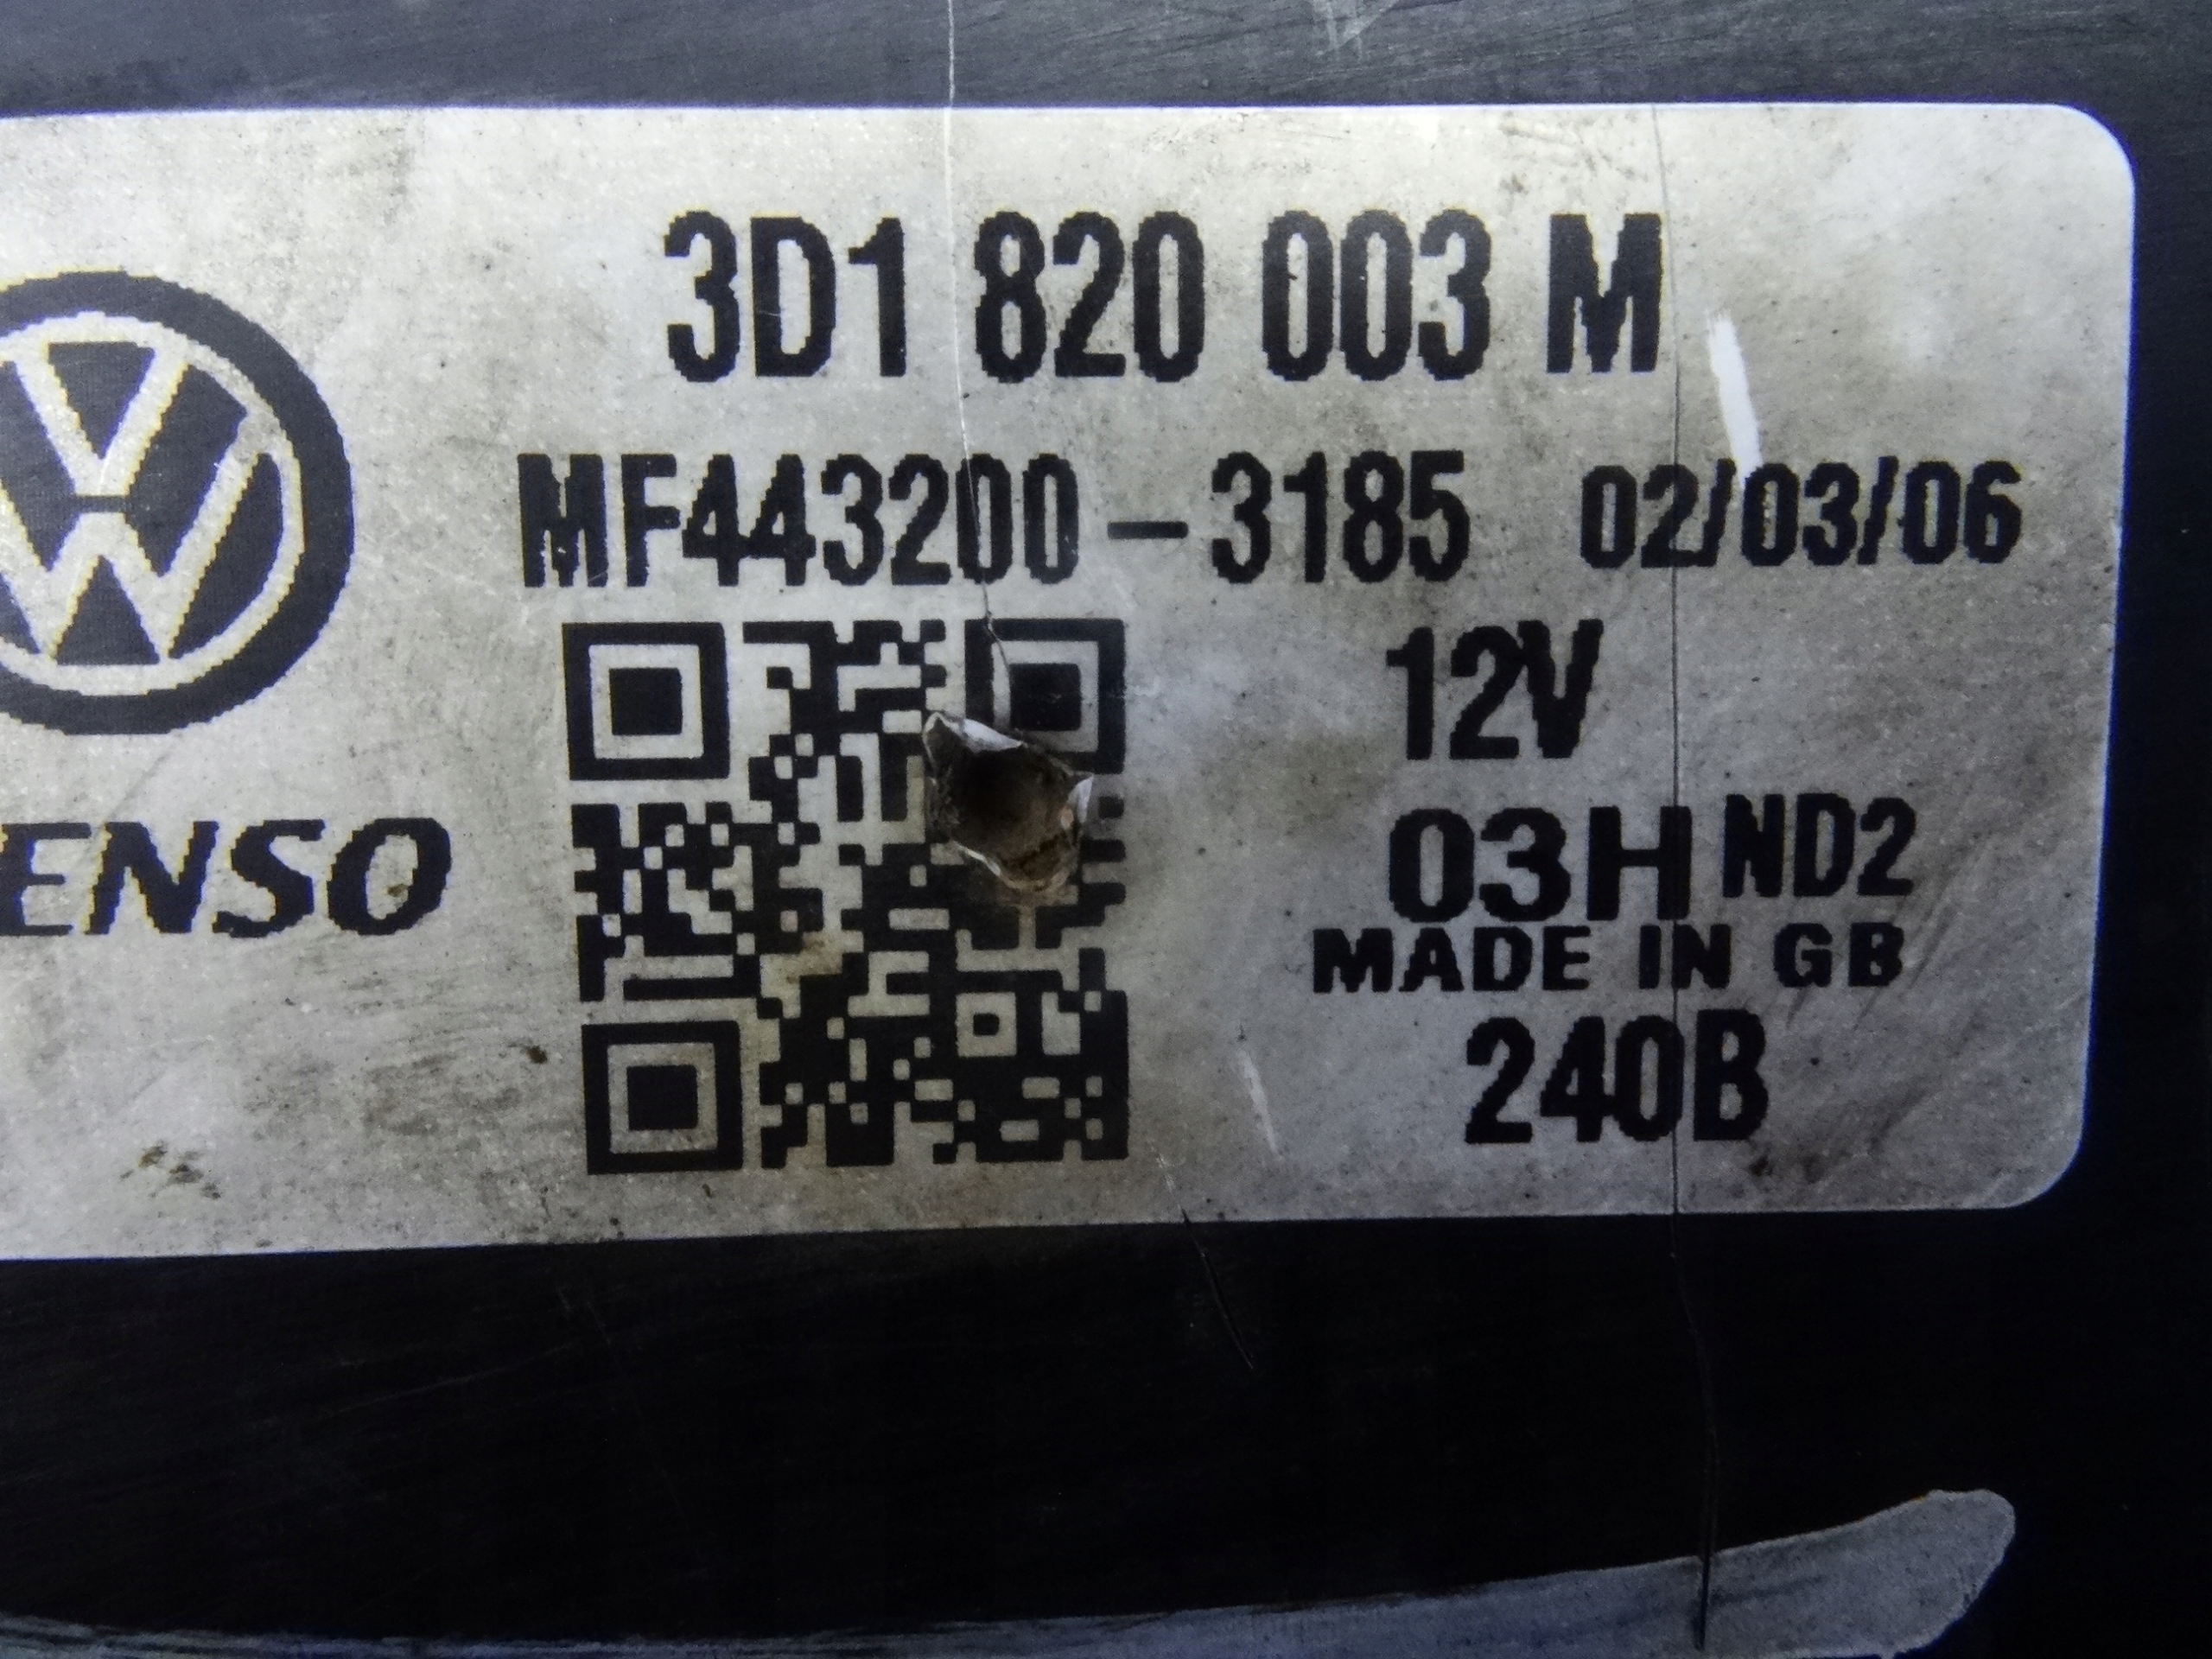 3D1 820 003 M
MF443200-3185 02/03/06
12V
ENSO
03H ND2
MADE IN GB
240B